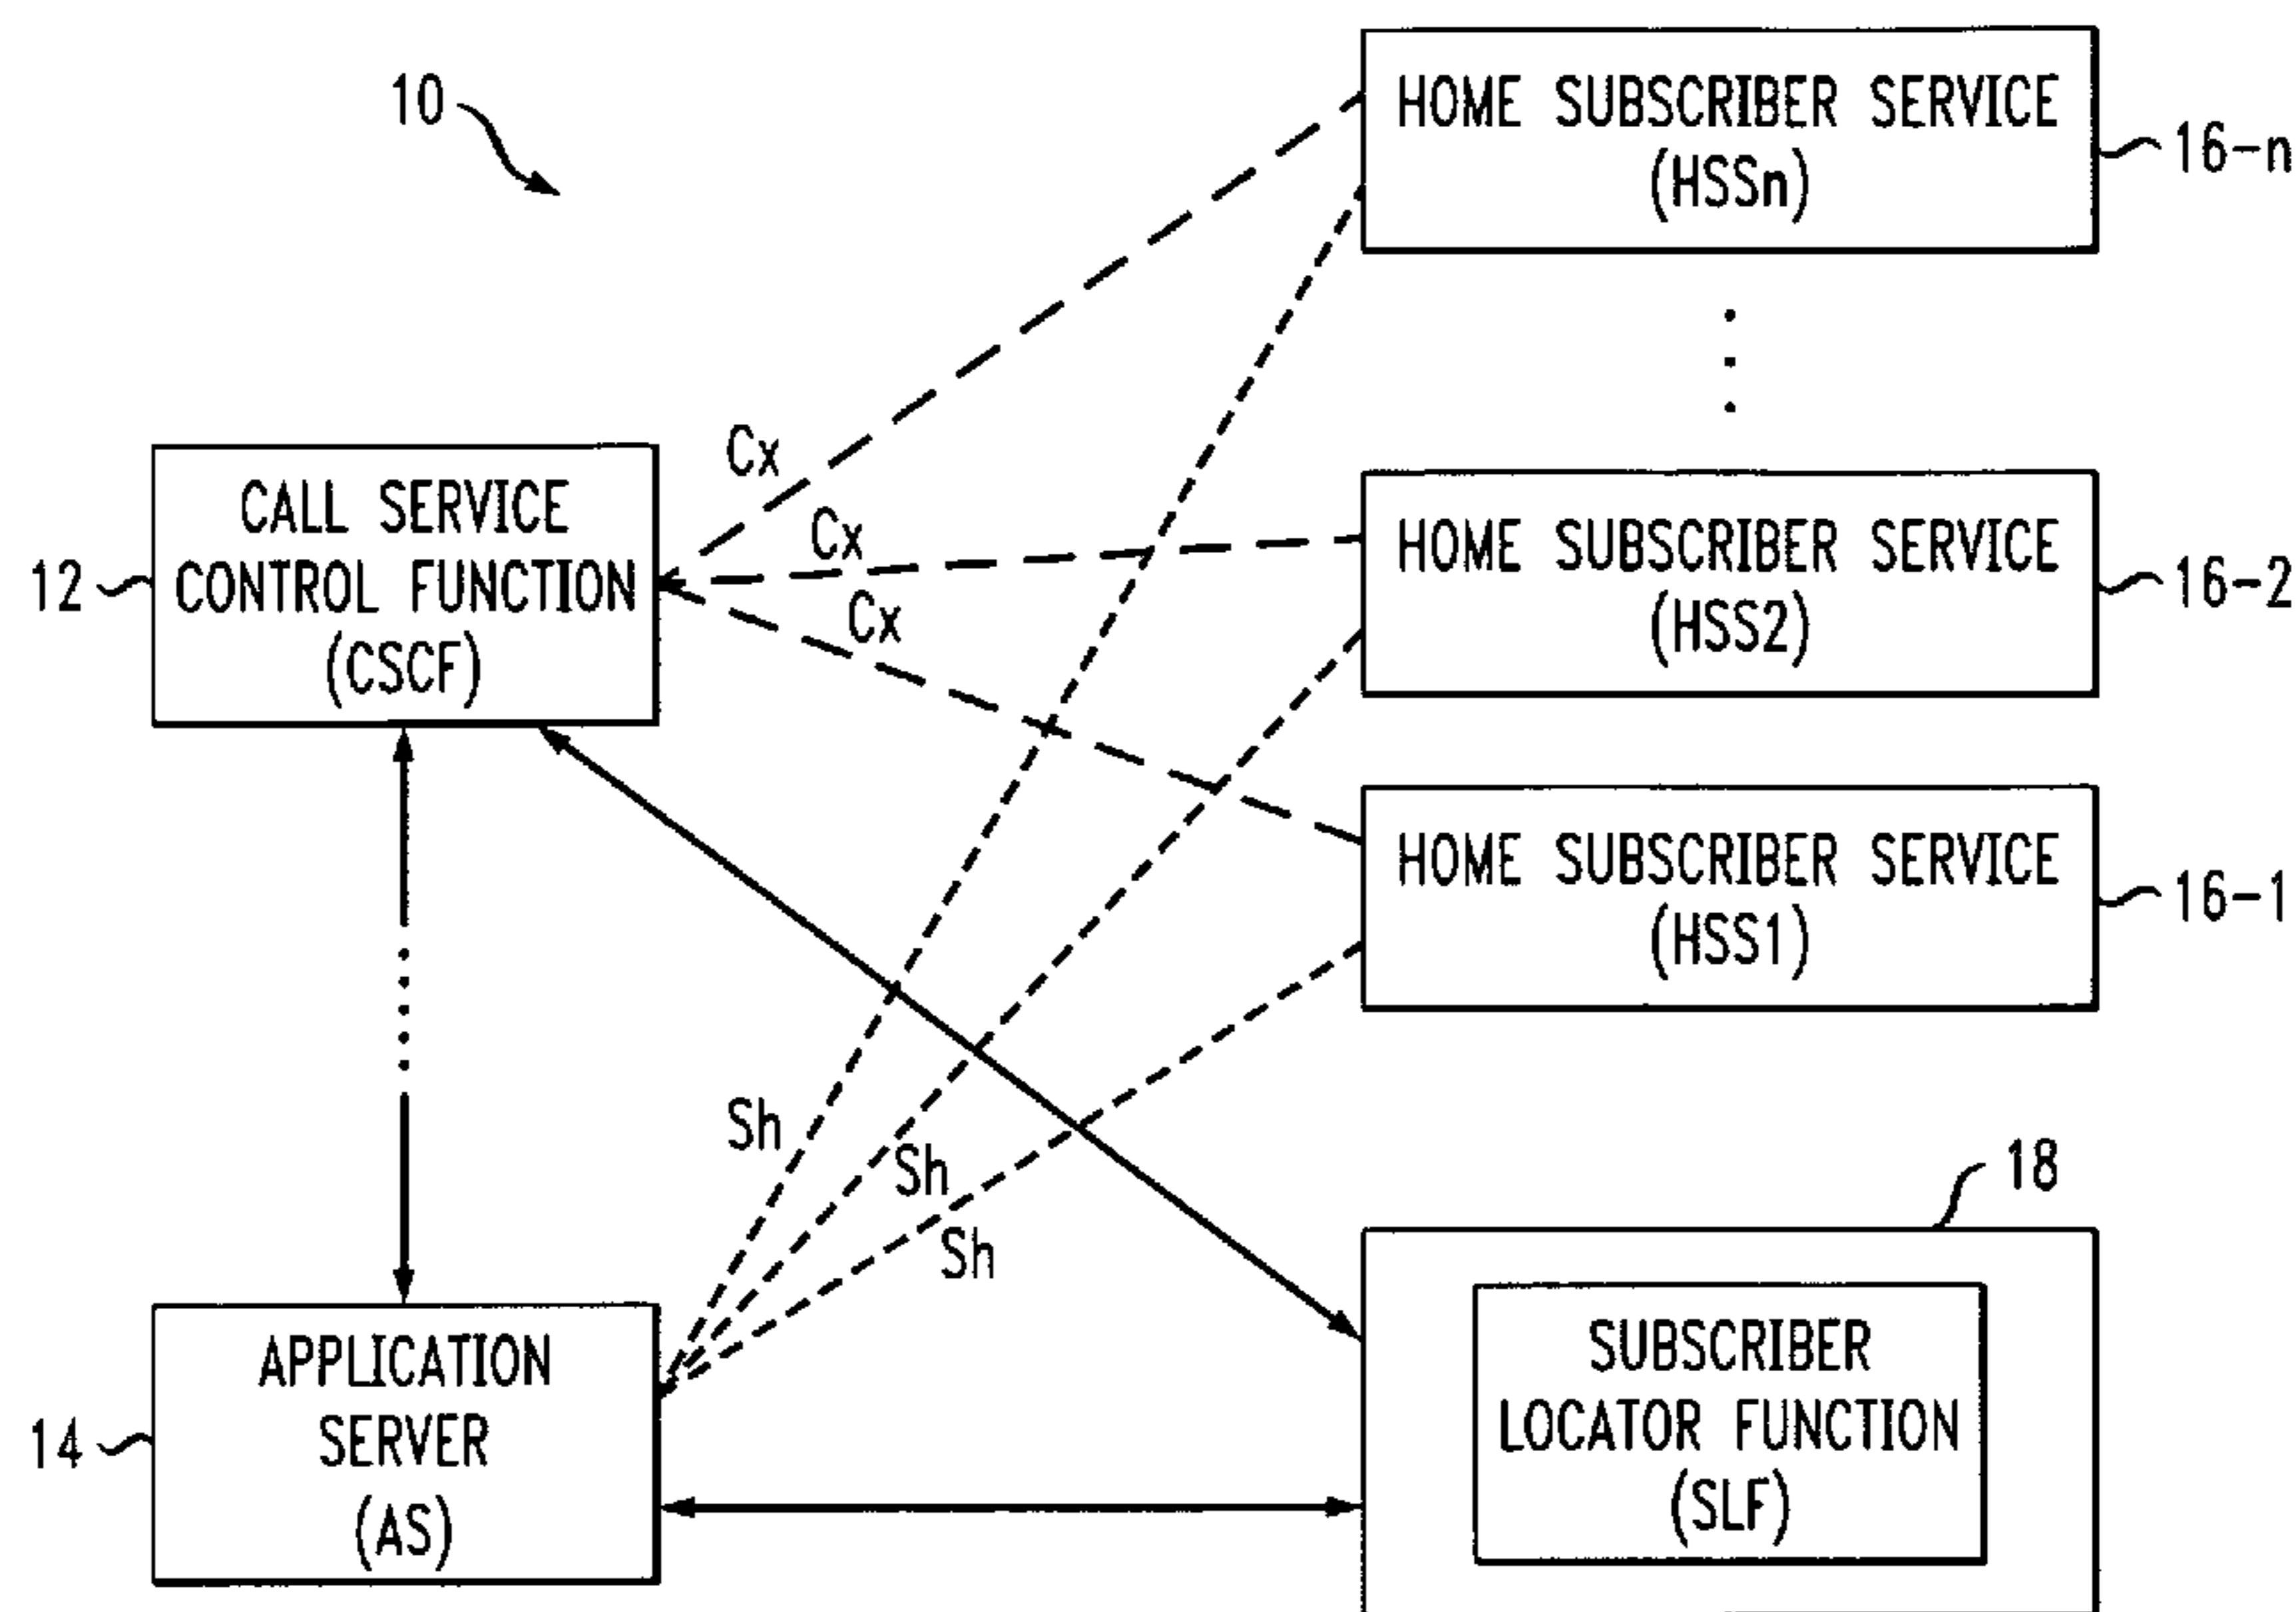 10
HOME SUBSCRIBER SERVICE
(HSSn)
16-n
Cx
CALL SERVICE
CONTROL FUNCTION
(CSCF)
12
Cx
Cx
HOME SUBSCRIBER SERVICE
(HSS2)
16-2
HOME SUBSCRIBER SERVICE
(HSS1)
16-1
Sh
Sh
Sh
18
APPLICATION
SERVER
(AS)
14
SUBSCRIBER
LOCATOR FUNCTION
(SLF)